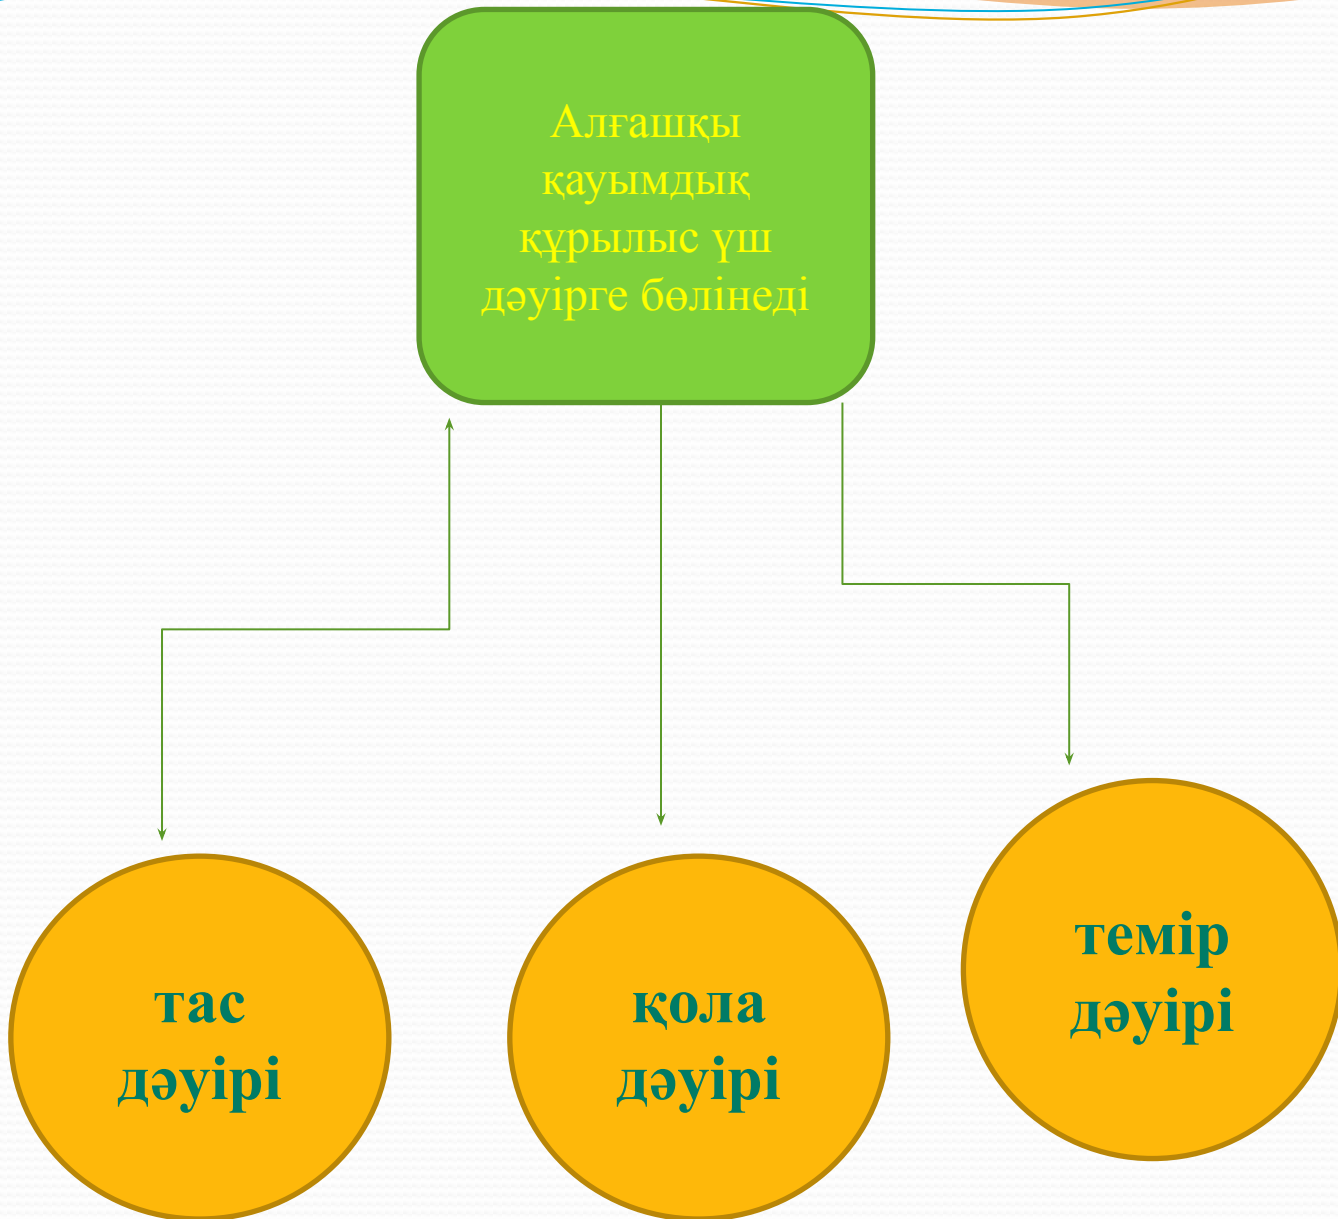 Алғашқы
қауымдық
құрылыс үш
дәуірге бөлінеді
тас
дәуірі
қола
дәуірі
темір
дәуірі